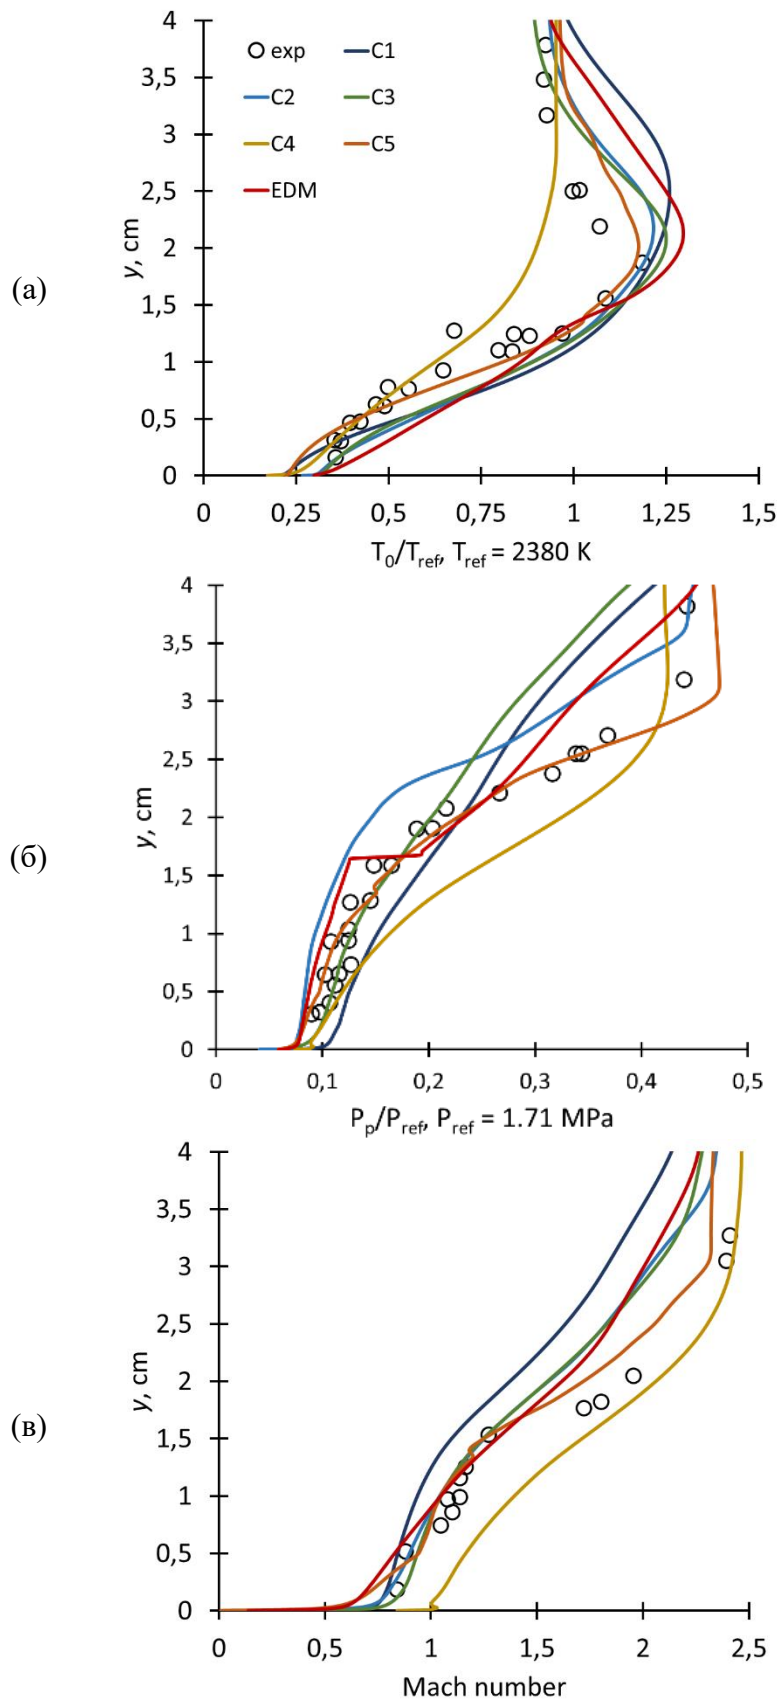 4
3,5
3
2,5
2
1,5
1
0,5
0
y, cm
(а)
exp C1
C2 C3
C4 C5
EDM
0 0,25 0,5 0,75 1 1,25 1,5
T0/Tref, Tref = 2380 K
4
3,5
3
2,5
2
1,5
1
0,5
0
y, cm
(б)
0 0,1 0,2 0,3 0,4 0,5
Pp/Pref, Pref = 1.71 MPa
4
3,5
3
2,5
2
1,5
1
0,5
0
y, cm
(в)
0 0,5 1 1,5 2 2,5
Mach number